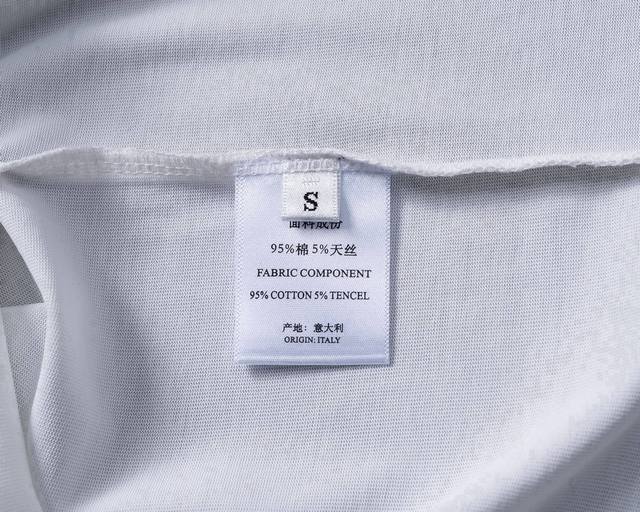 S
面料成份
95%棉 5%天丝
FABRIC COMPONENT
95% COTTON 5% TENCEL
产地：意大利
ORIGIN: ITALY